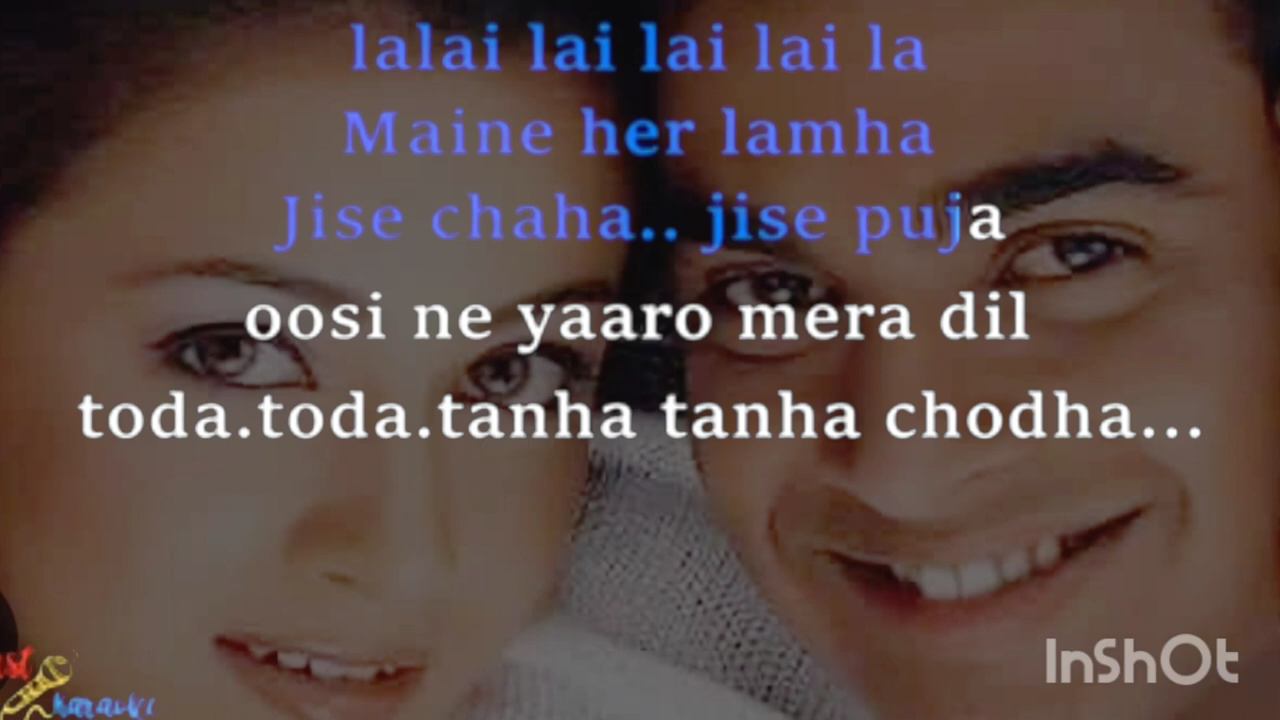 lalai lai lai lai la
Maine her lamha
Jise chaha.. jise puja
oosi ne yaaro mera dil
toda.toda.tanha tanha chodha...
InShOt